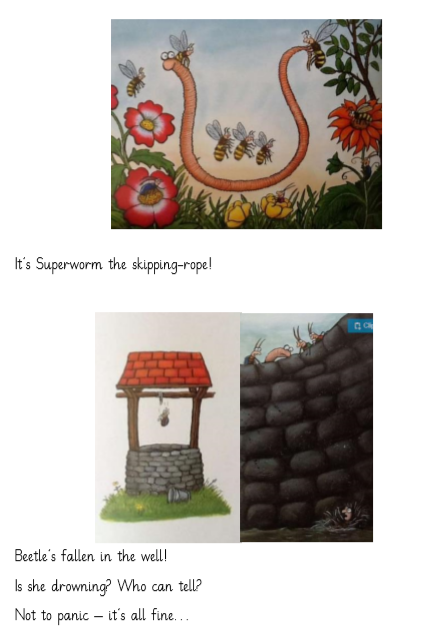 It's Superworm the skipping-rope!
Beetle's fallen in the well!
Is she drowning? Who can tell?
Not to panic – it's all fine...